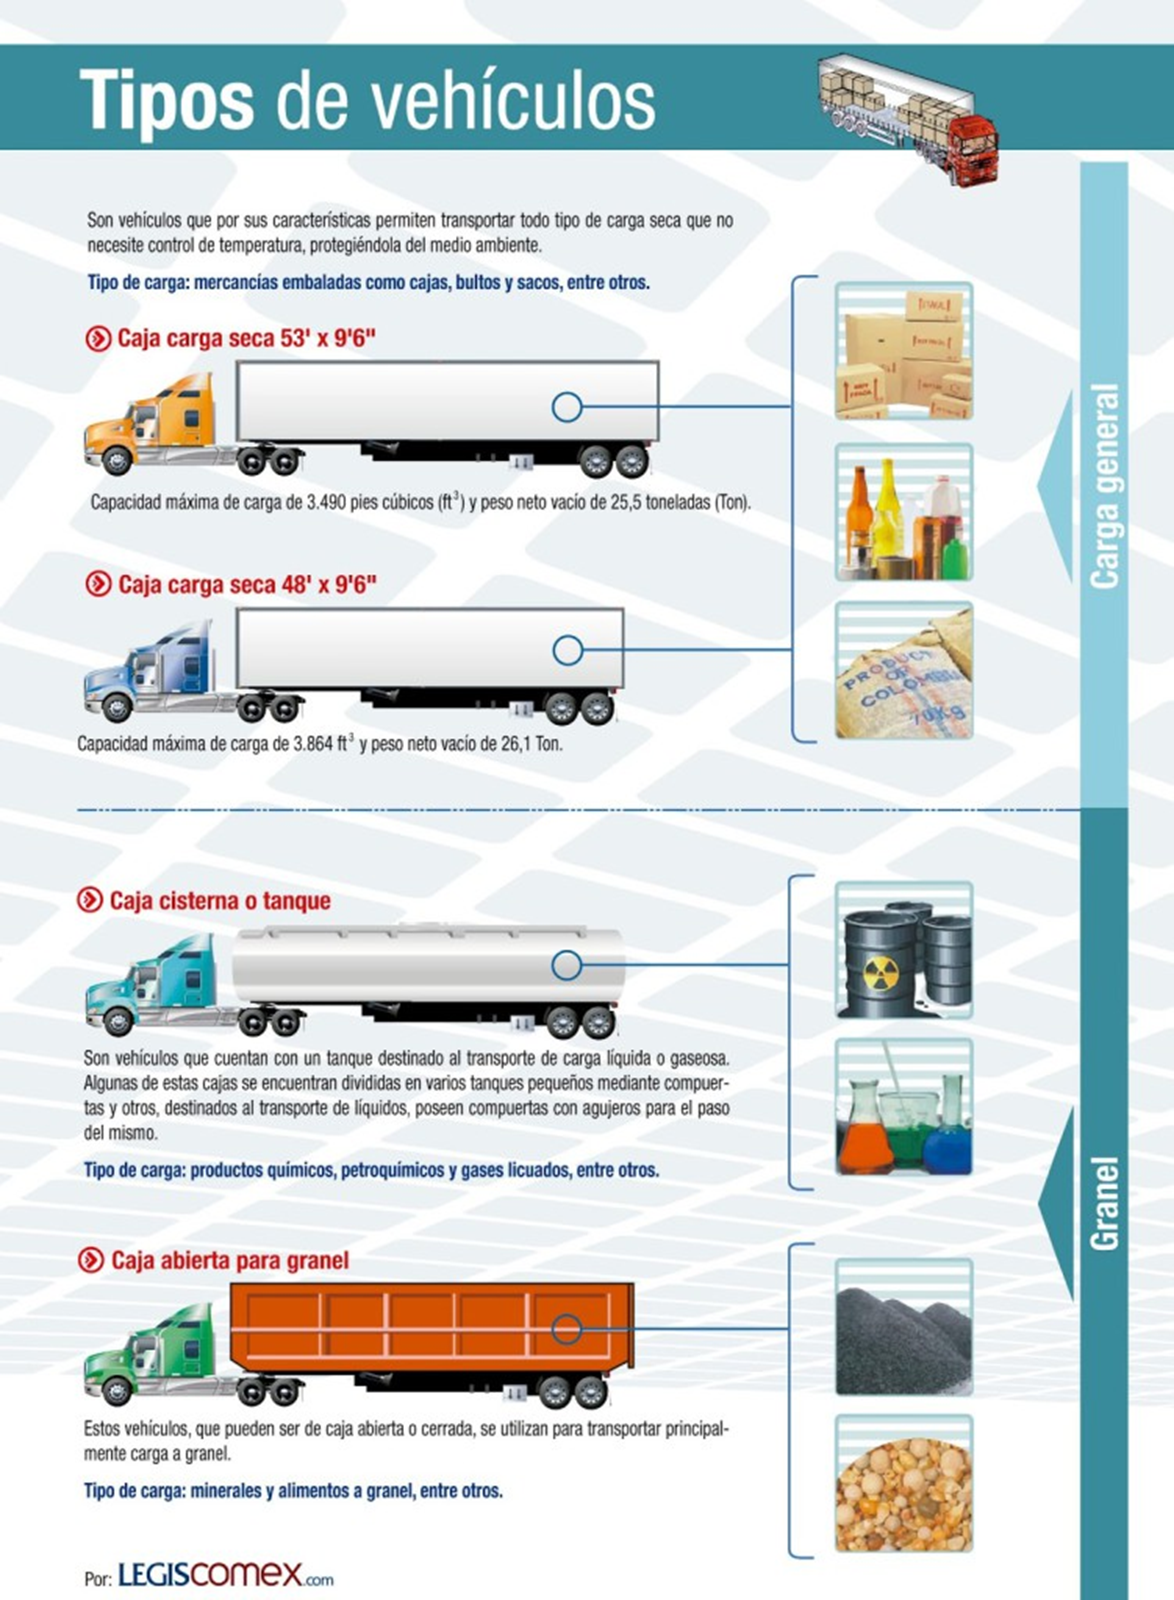 Tipos de vehículos
Son vehículos que por sus características permiten transportar todo tipo de carga seca que no
necesite control de temperatura, protegiéndola del medio ambiente.
Tipo de carga: mercancías embaladas como cajas, bultos y sacos, entre otros.
Caja carga seca 53' x 9'6"
Capacidad máxima de carga de 3.490 pies cúbicos (ft³) y peso neto vacío de 25,5 toneladas (Ton).
Caja carga seca 48' x 9'6"
Capacidad máxima de carga de 3.864 ft³ y peso neto vacío de 26,1 Ton.
PRODUCT
OF
COLOMBIA
70Kg
Carga general
Caja cisterna o tanque
Son vehículos que cuentan con un tanque destinado al transporte de carga líquida o gaseosa.
Algunas de estas cajas se encuentran divididas en varios tanques pequeños mediante compuer-
tas y otros, destinados al transporte de líquidos, poseen compuertas con agujeros para el paso
del mismo.
Tipo de carga: productos químicos, petroquímicos y gases licuados, entre otros.
Caja abierta para granel
Estos vehículos, que pueden ser de caja abierta o cerrada, se utilizan para transportar principal-
mente carga a granel.
Tipo de carga: minerales y alimentos a granel, entre otros.
Granel
Por: LEGISCOMEX.com